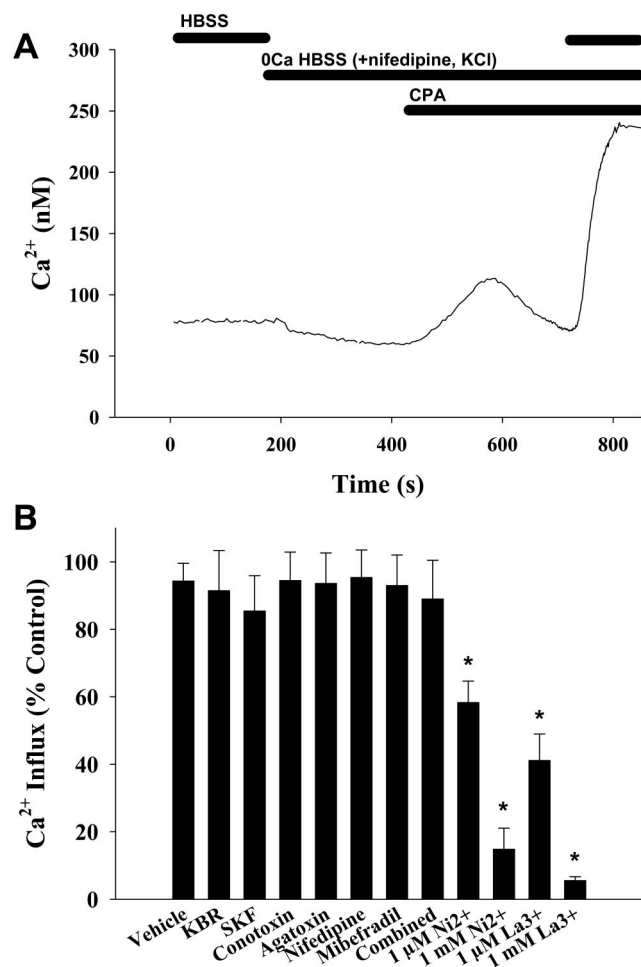 A
HBSS
0Ca HBSS (+nifedipine, KCl)
CPA
300
250
200
150
100
50
0
Ca2+
(nM)
0 200 400 600 800
Time (s)
B
100
80
60
40
20
0
Ca2+ Influx (% Control)
* * * *
Vehicle
KBR
SKF
Conotoxin
Agatoxin
Nifedipine
Mibefradil
Combined
1 µM Ni2+
1 mM Ni2+
1 µM La3+
1 mM La3+